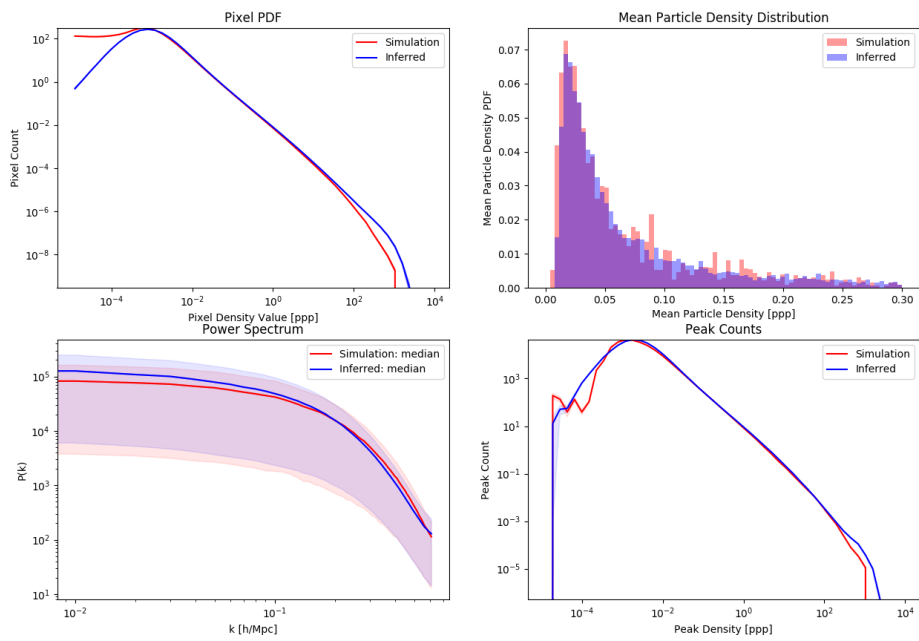 Pixel PDF
Simulation
Inferred
Pixel Count
10^2
10^0
10^-2
10^-4
10^-6
10^-8
10^-4
10^-2
10^0
10^2
10^4
Pixel Density Value [ppp]
Mean Particle Density Distribution
Simulation
Inferred
Mean Particle Density PDF
0.07
0.06
0.05
0.04
0.03
0.02
0.01
0.00
0.00
0.05
0.10
0.15
0.20
0.25
0.30
Mean Particle Density [ppp]
Power Spectrum
Simulation: median
Inferred: median
P(k)
10^5
10^4
10^3
10^2
10^1
10^-2
10^-1
k [h/Mpc]
Peak Counts
Simulation
Inferred
Peak Count
10^3
10^1
10^-1
10^-3
10^-5
10^-4
10^-2
10^0
10^2
10^4
Peak Density [ppp]